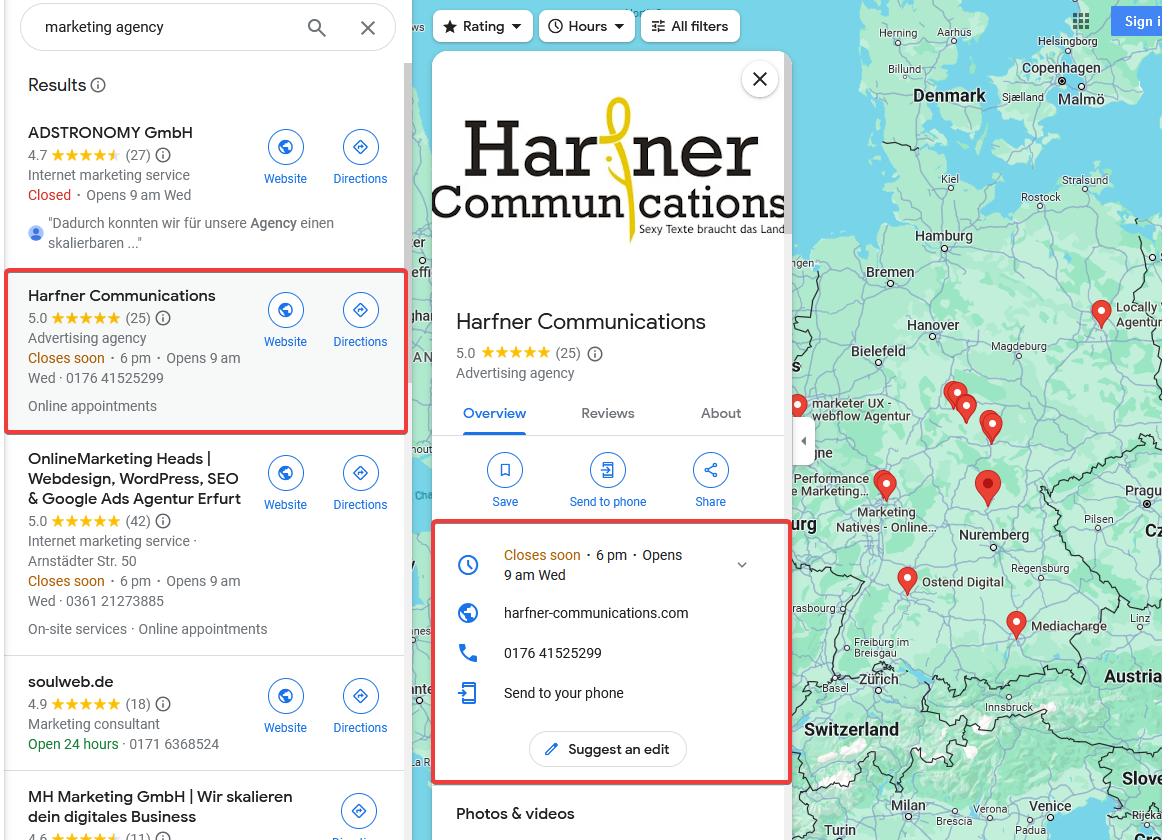 marketing agency
Results
ADSTRONOMY GmbH
4.7 (27)
Internet marketing service
Closed · Opens 9 am Wed
"Dadurch konnten wir für unsere Agency einen
skalierbaren ..."
Website
Directions
Harfner Communications
5.0 (25)
Advertising agency
Closes soon · 6 pm · Opens 9 am
Wed · 0176 41525299
Online appointments
Website
Directions
OnlineMarketing Heads |
Webdesign, WordPress, SEO
& Google Ads Agentur Erfurt
5.0 (42)
Internet marketing service ·
Arnstädter Str. 50
Closes soon · 6 pm · Opens 9 am
Wed · 0361 21273885
On-site services · Online appointments
Website
Directions
soulweb.de
4.9 (18)
Marketing consultant
Open 24 hours · 0171 6368524
Website
Directions
MH Marketing GmbH | Wir skalieren
dein digitales Business
4.6 (11)
Rating
Hours
All filters
Sign i
Harfner
Communications
Sexy Texte braucht das Land
Harfner Communications
5.0 (25)
Advertising agency
Overview
Reviews
About
Save
Send to phone
Share
Closes soon · 6 pm · Opens
9 am Wed
harfner-communications.com
0176 41525299
Send to your phone
Suggest an edit
Photos & videos
Herning
Aarhus
Helsingborg
Billund
Copenhagen
Denmark
Sjælland
Malmö
Kiel
Stralsund
Rostock
Hamburg
Bremen
Hanover
Locally
Agentur
Magdeburg
Bielefeld
marketer UX -
webflow Agentur
Performance
Marketing...
Marketing
Natives - Online...
Nuremberg
Pragu
Pilsen
Regensburg
Ostend Digital
Mediacharge
Linz
Freiburg im
Breisgau
Zürich
Basel
Austria
Innsbruck
Switzerland
Slove
Milan
Verona
Venice
Brescia
Padua
Turin
Rijeka